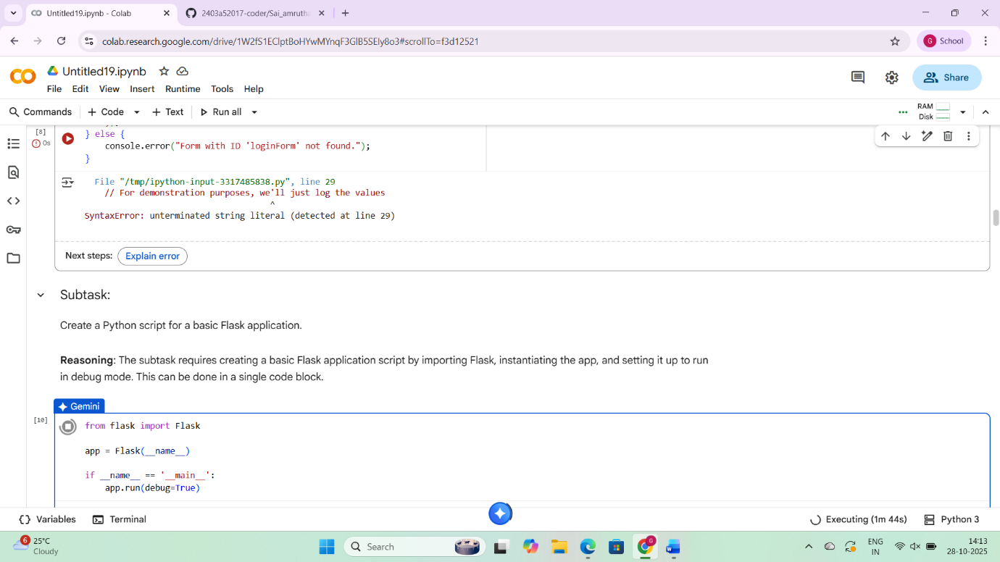 Untitled19.ipynb - Colab
2403a52017-coder/Sai_amrutha
colab.research.google.com/drive/1W2fS1EClptBoHYwMYnqF3GlB5SEly8o3#scrollTo=f3d12521
G School
Untitled19.ipynb
File Edit View Insert Runtime Tools Help
Share
Commands + Code + Text Run all
RAM
Disk
[8]
0s
} else {
console.error("Form with ID 'loginForm' not found.");
}
File "/tmp/ipython-input-3317485838.py", line 29
// For demonstration purposes, we'll just log the values
^
SyntaxError: unterminated string literal (detected at line 29)
Next steps: Explain error
Subtask:
Create a Python script for a basic Flask application.
Reasoning: The subtask requires creating a basic Flask application script by importing Flask, instantiating the app, and setting it up to run
in debug mode. This can be done in a single code block.
Gemini
[10]
from flask import Flask
app = Flask(__name__)
if __name__ == '__main__':
app.run(debug=True)
{} Variables Terminal
Executing (1m 44s) Python 3
6
25°C
Cloudy
Search
G
ENG
IN
14:13
28-10-2025